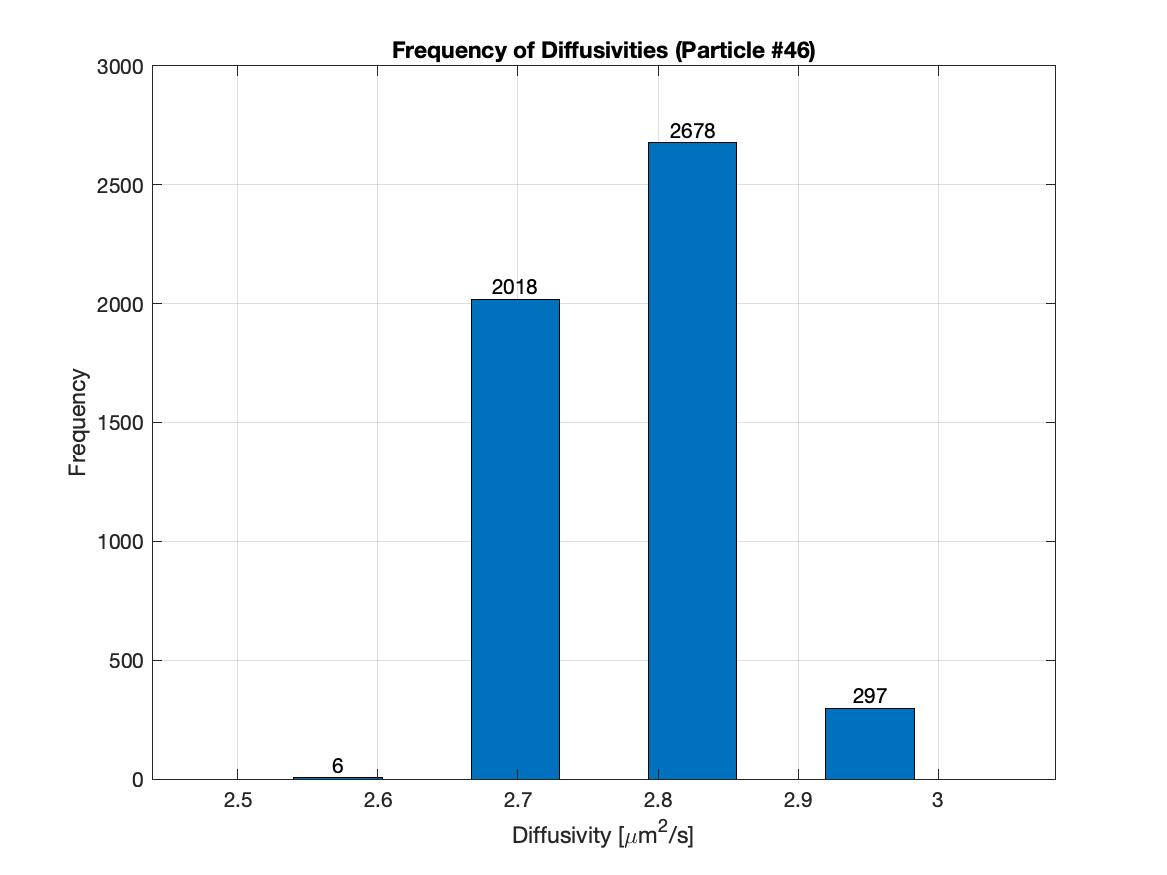 Frequency of Diffusivities (Particle #46)
3000
2500
2000
1500
1000
500
0
Frequency
6
2018
2678
297
2.5 2.6 2.7 2.8 2.9 3
Diffusivity [μm²/s]